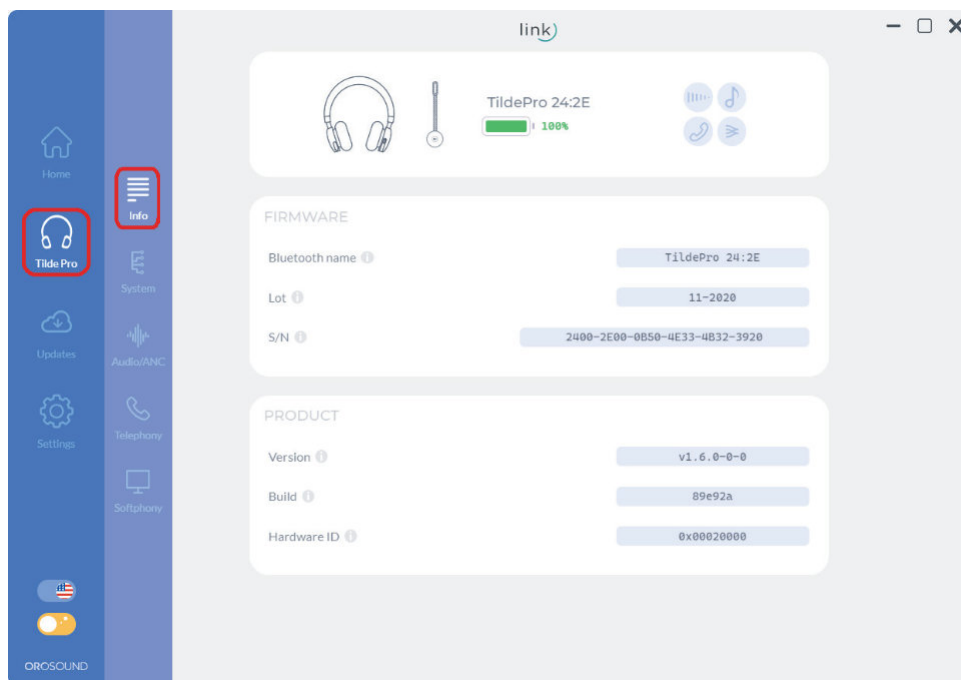 link)
TildePro 24:2E
100%
Home
Tilde Pro
Updates
Settings
OROSOUND
Info
System
Audio/ANC
Telephony
Softphony
FIRMWARE
Bluetooth name TildePro 24:2E
Lot 11-2020
S/N 2400-2E00-0B50-4E33-4B32-3920
PRODUCT
Version v1.6.0-0-0
Build 89e92a
Hardware ID 0x00020000